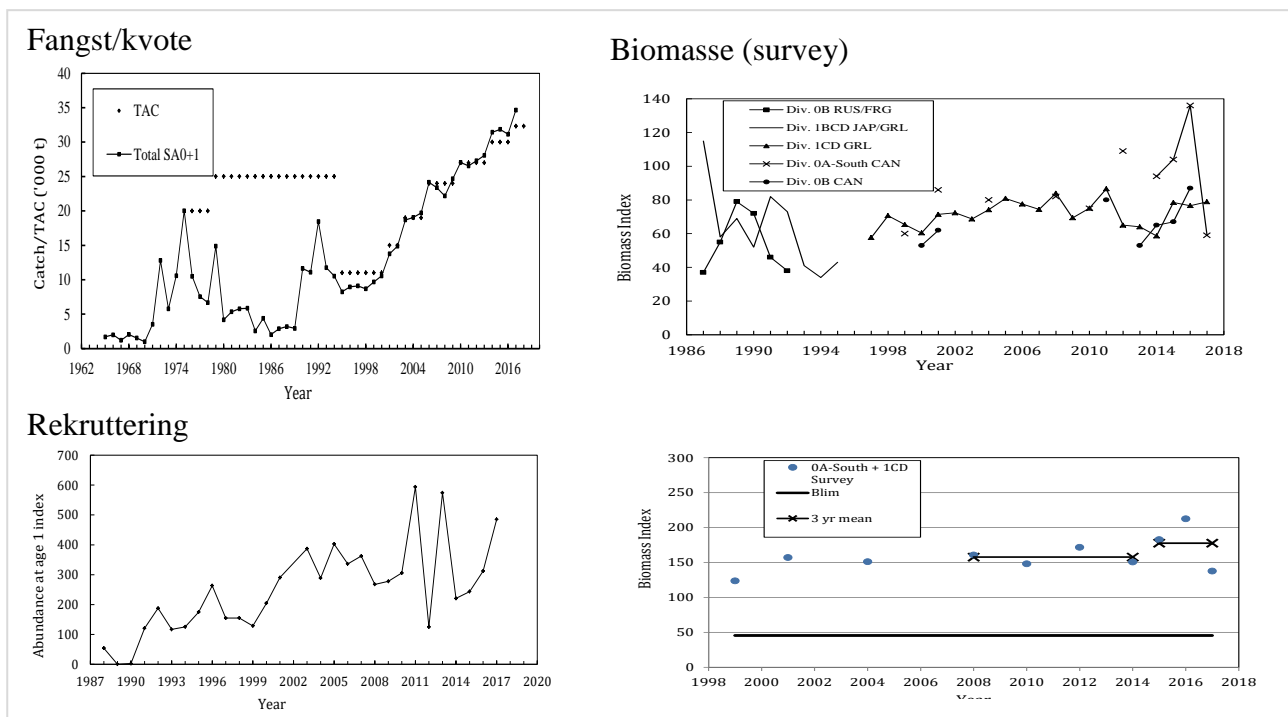 Fangst/kvote
40
35
30
25
20
15
10
5
0
Catch/TAC ('000 t)
TAC
Total SA0+1
1962 1968 1974 1980 1986 1992 1998 2004 2010 2016
Year
Biomasse (survey)
140
120
100
80
60
40
20
0
Biomass Index
Div. 0B RUS/FRG
Div. 1BCD JAP/GRL
Div. 1CD GRL
Div. 0A-South CAN
Div. 0B CAN
1986 1990 1994 1998 2002 2006 2010 2014 2018
Year
Rekruttering
700
600
500
400
300
200
100
0
Abundance at age 1 index
1987 1990 1993 1996 1999 2002 2005 2008 2011 2014 2017 2020
Year
300
250
200
150
100
50
0
Biomass Index
0A-South + 1CD
Survey
Blim
3 yr mean
1998 2000 2002 2004 2006 2008 2010 2012 2014 2016 2018
Year